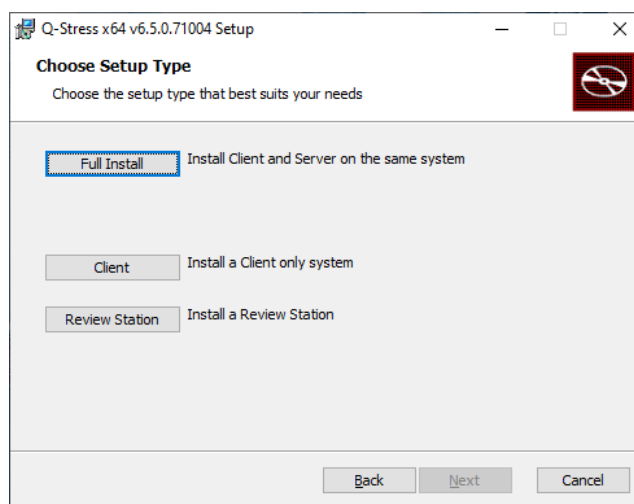 Q-Stress x64 v6.5.0.71004 Setup
Choose Setup Type
Choose the setup type that best suits your needs
Full Install Install Client and Server on the same system
Client Install a Client only system
Review Station Install a Review Station
Back Next Cancel